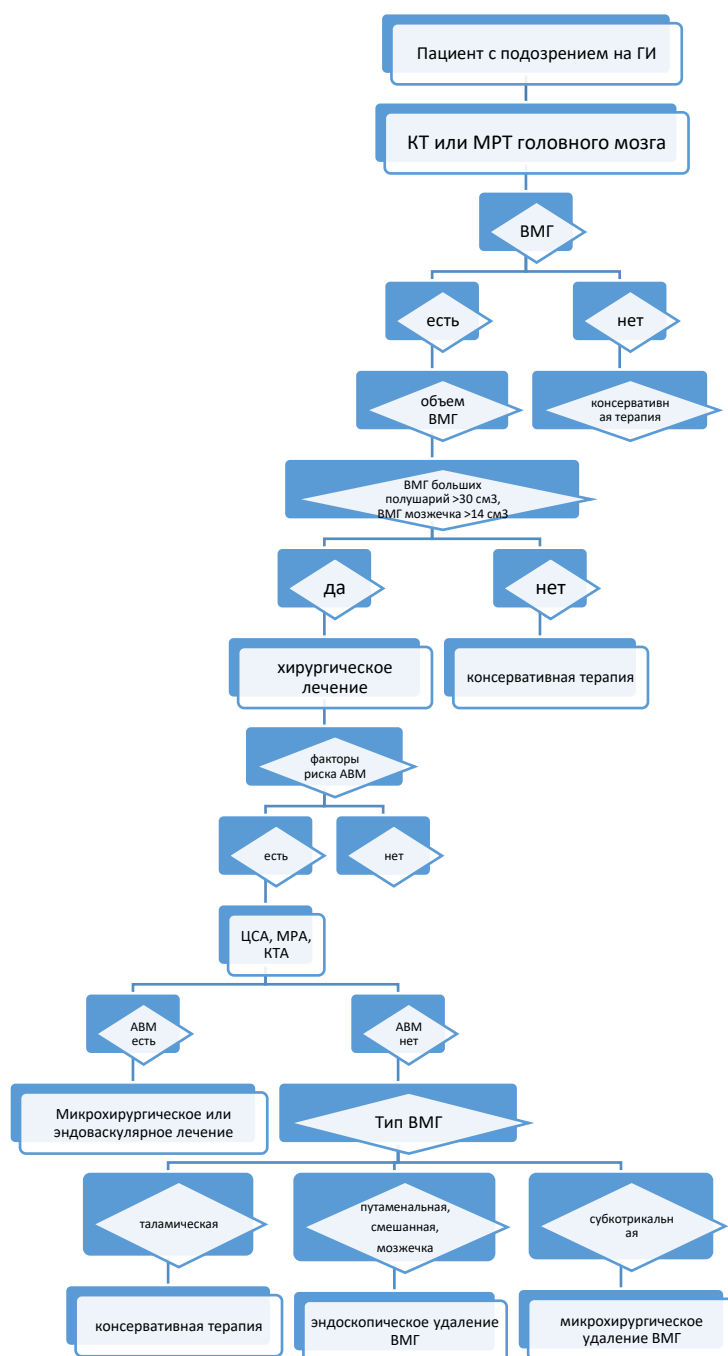 Пациент с подозрением на ГИ
КТ или МРТ головного мозга
ВМГ
есть
нет
объем
ВМГ
консервативн
ая терапия
ВМГ больших
полушарий >30 см3,
ВМГ мозжечка >14 см3
да
нет
хирургическое
лечение
консервативная терапия
факторы
риска АВМ
есть
нет
ЦСА, МРА,
КТА
АВМ
есть
АВМ
нет
Микрохирургическое или
эндоваскулярное лечение
Тип ВМГ
таламическая
путаменальная,
смешанная,
мозжечка
субкотрикальн
ая
консервативная терапия
эндоскопическое удаление
ВМГ
микрохирургическое
удаление ВМГ